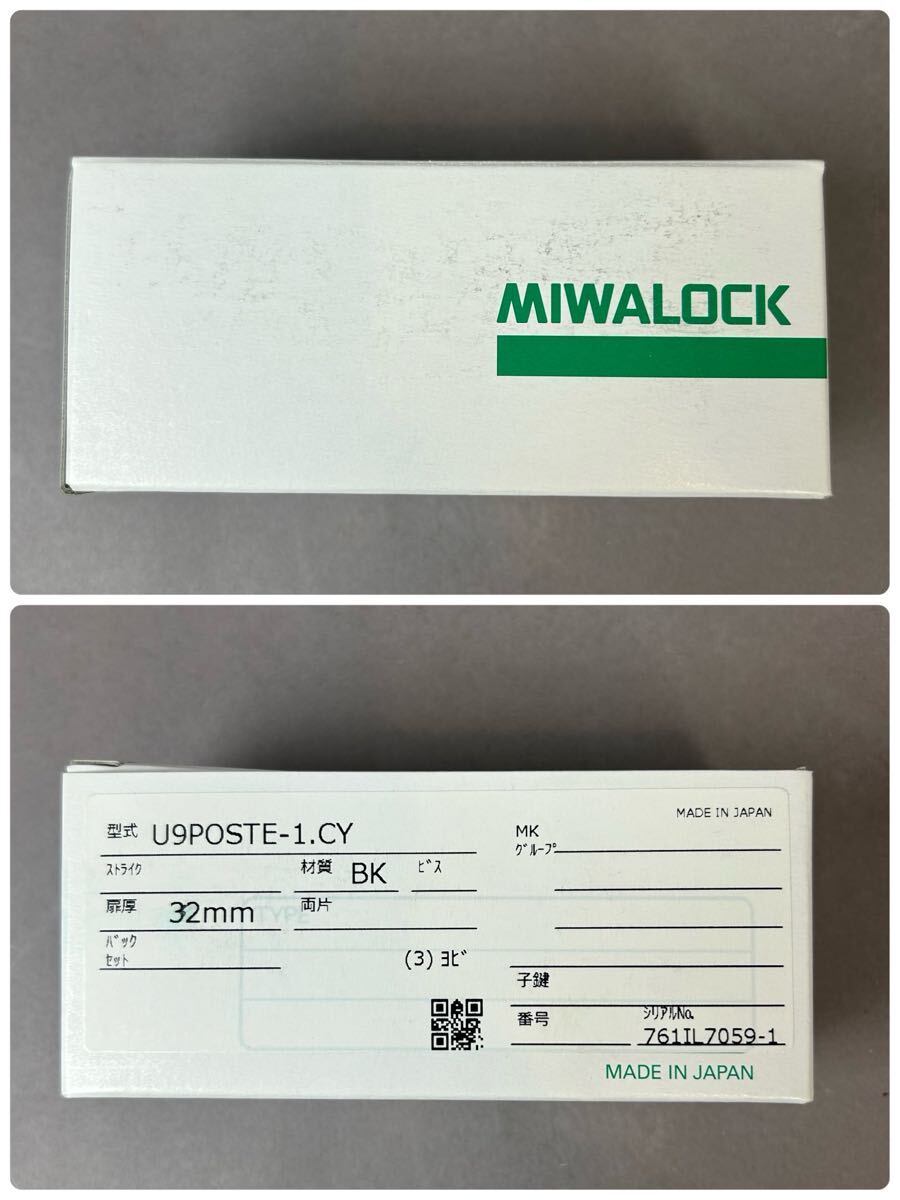 MIWALOCK
MADE IN JAPAN
型式 U9POSTE-1.CY
MK
ｸﾞﾙｰﾌﾟ
ｽﾄﾗｲｸ 材質 BK ﾋﾞｽ
扉厚 32mm 両片
TYPE
ﾊﾞｯｸ
ｾｯﾄ
(3) ﾖﾋﾞ
子鍵
番号 ｼﾘｱﾙNo.
761IL7059-1
MADE IN JAPAN